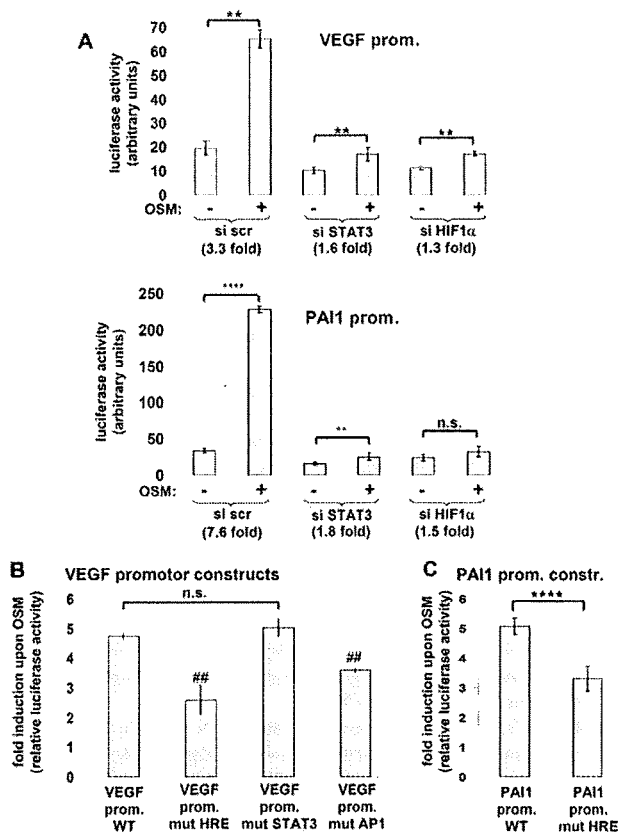 A
VEGF prom.
luciferase activity
(arbitrary units)
70
60
50
40
30
20
10
0
**
**
**
OSM: - + - + - +
si scr
(3.3 fold)
si STAT3
(1.6 fold)
si HIF1α
(1.3 fold)
PAI1 prom.
luciferase activity
(arbitrary units)
250
200
150
100
50
0
****
**
n.s.
OSM: - + - + - +
si scr
(7.6 fold)
si STAT3
(1.8 fold)
si HIF1α
(1.5 fold)
B
VEGF promotor constructs
fold induction upon OSM
(relative luciferase activity)
6
5
4
3
2
1
0
n.s.
##
##
VEGF
prom.
WT
VEGF
prom.
mut HRE
VEGF
prom.
mut STAT3
VEGF
prom.
mut AP1
C
PAI1 prom. constr.
fold induction upon OSM
(relative luciferase activity)
6
5
4
3
2
1
0
****
PAI1
prom.
WT
PAI1
prom.
mut HRE